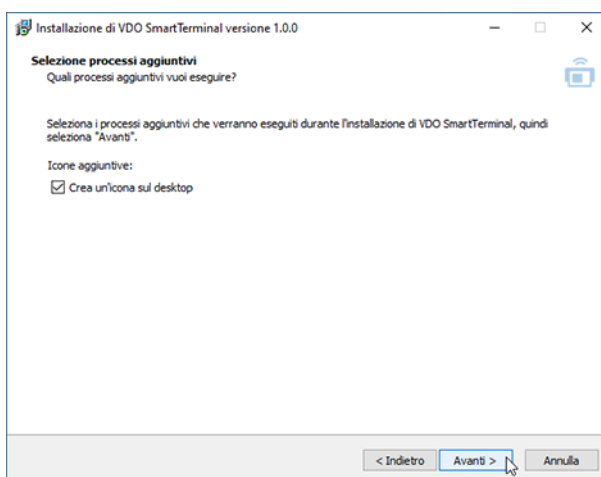 Installazione di VDO SmartTerminal versione 1.0.0
Selezione processi aggiuntivi
Quali processi aggiuntivi vuoi eseguire?
Seleziona i processi aggiuntivi che verranno eseguiti durante l'installazione di VDO SmartTerminal, quindi
seleziona "Avanti".
Icone aggiuntive:
Crea un'icona sul desktop
< Indietro Avanti > Annulla